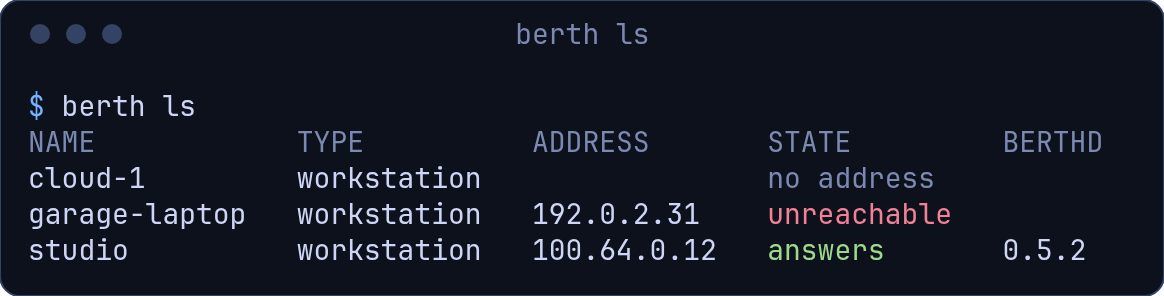 berth ls
$ berth ls
NAME TYPE ADDRESS STATE BERTHD
cloud-1 workstation no address
garage-laptop workstation 192.0.2.31 unreachable
studio workstation 100.64.0.12 answers 0.5.2